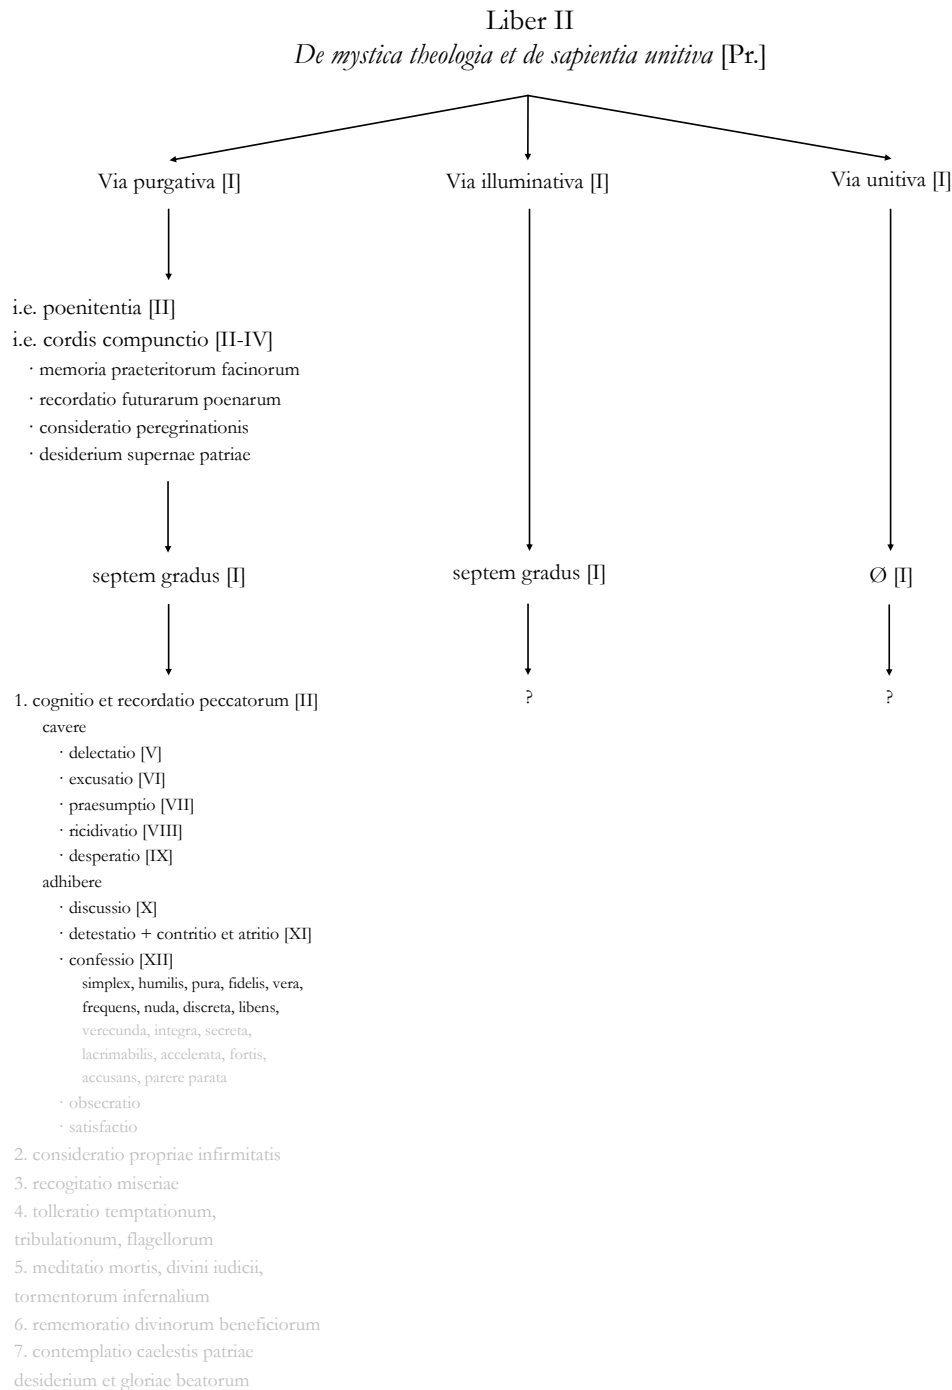 Liber II
De mystica theologia et de sapientia unitiva [Pr.]
Via purgativa [I]
Via illuminativa [I]
Via unitiva [I]
i.e. poenitentia [II]
i.e. cordis compunctio [II-IV]
· memoria praeteritorum facinorum
· recordatio futurarum poenarum
· consideratio peregrinationis
· desiderium supernae patriae
septem gradus [I]
septem gradus [I]
Ø [I]
1. cognitio et recordatio peccatorum [II]
?
?
cavere
· delectatio [V]
· excusatio [VI]
· praesumptio [VII]
· ricidivatio [VIII]
· desperatio [IX]
adhibere
· discussio [X]
· detestatio + contritio et atritio [XI]
· confessio [XII]
simplex, humilis, pura, fidelis, vera,
frequens, nuda, discreta, libens,
verecunda, integra, secreta,
lacrimabilis, accelerata, fortis,
accusans, parere parata
· obsecratio
· satisfactio
2. consideratio propriae infirmitatis
3. recogitatio miseriae
4. tolleratio temptationum,
tribulationum, flagellorum
5. meditatio mortis, divini iudicii,
tormentorum infernalium
6. rememoratio divinorum beneficiorum
7. contemplatio caelestis patriae
desiderium et gloriae beatorum